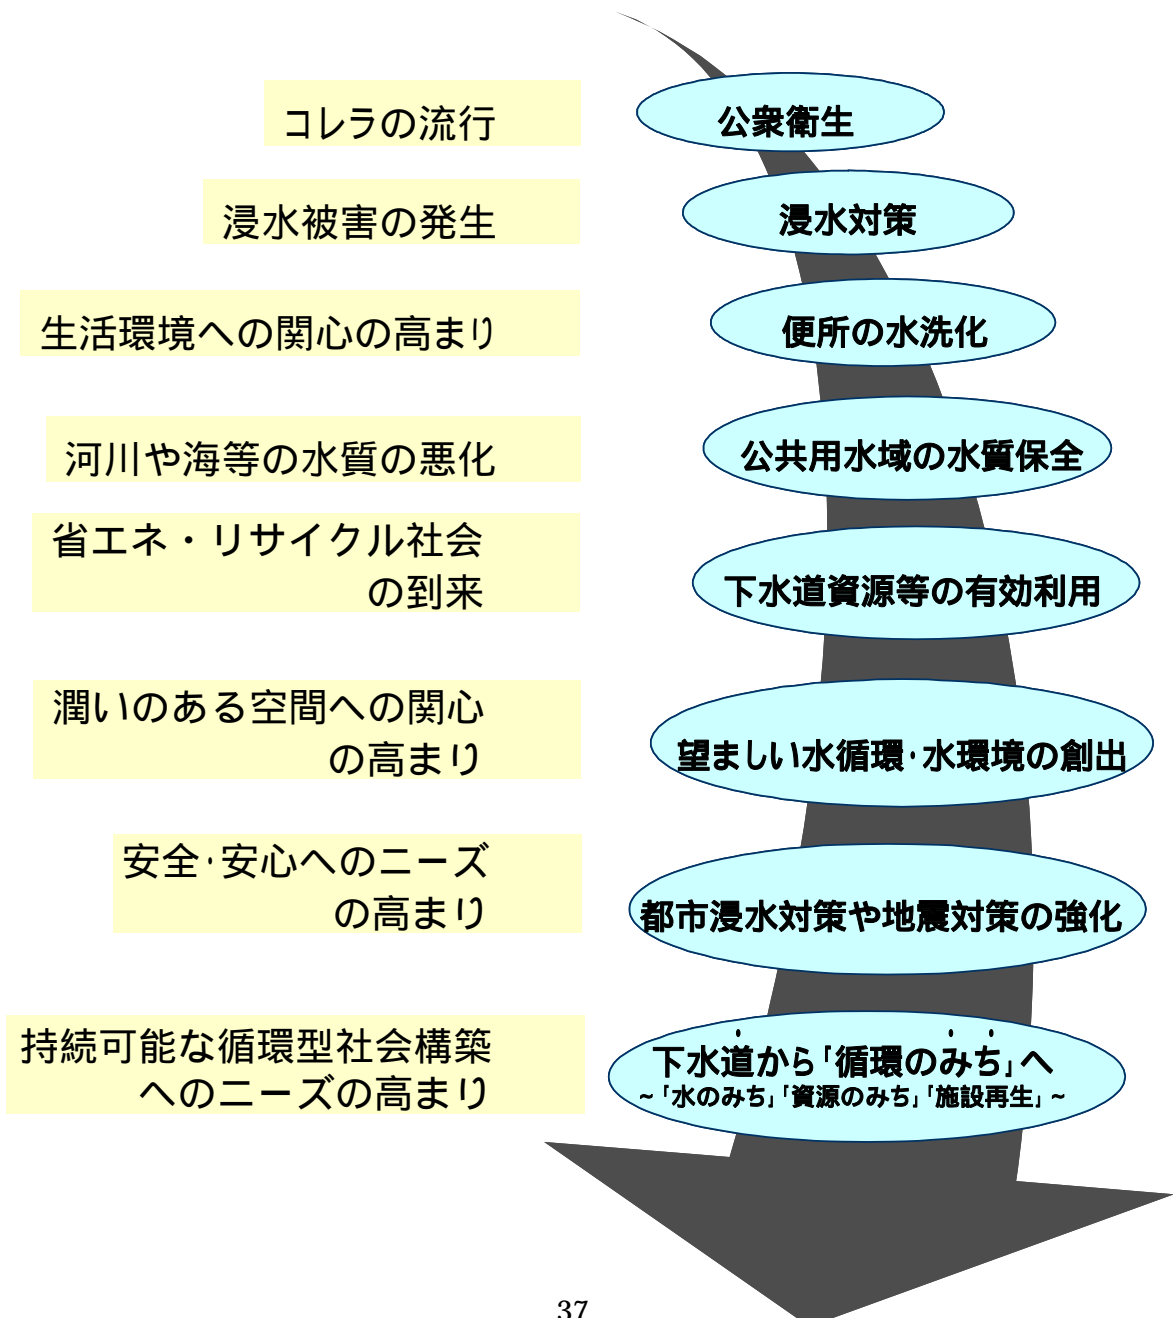 コレラの流行
公衆衛生
浸水被害の発生
浸水対策
生活環境への関心の高まり
便所の水洗化
河川や海等の水質の悪化
公共用水域の水質保全
省エネ・リサイクル社会
の到来
下水道資源等の有効利用
潤いのある空間への関心
の高まり
望ましい水循環・水環境の創出
安全・安心へのニーズ
の高まり
都市浸水対策や地震対策の強化
持続可能な循環型社会構築
へのニーズの高まり
下水道から「循環のみち」へ
~「水のみち」「資源のみち」「施設再生」~
37